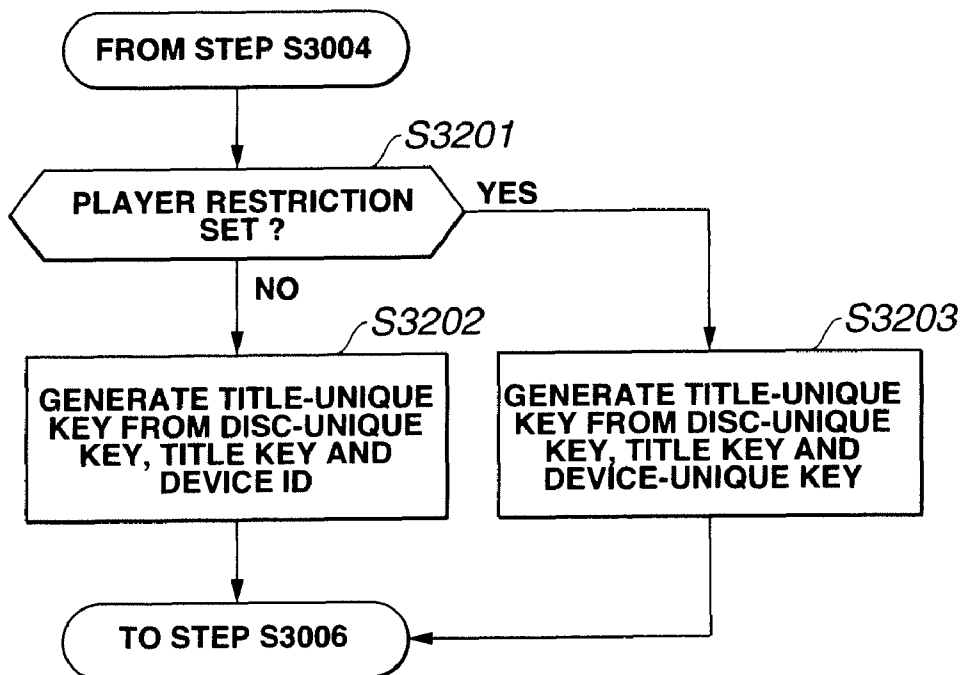 FROM STEP S3004
S3201
PLAYER RESTRICTION
SET ?
YES
NO
S3202
GENERATE TITLE-UNIQUE
KEY FROM DISC-UNIQUE
KEY, TITLE KEY AND
DEVICE ID
S3203
GENERATE TITLE-UNIQUE
KEY FROM DISC-UNIQUE
KEY, TITLE KEY AND
DEVICE-UNIQUE KEY
TO STEP S3006